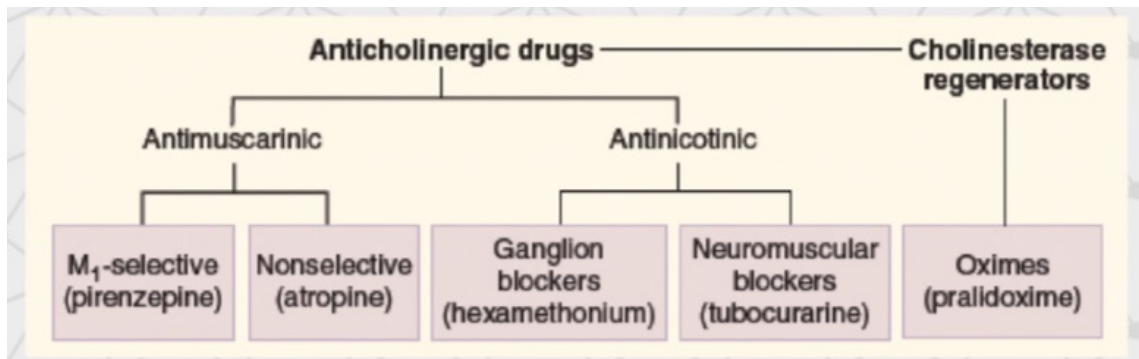 Anticholinergic drugs
Cholinesterase
regenerators
Antimuscarinic
Antinicotinic
M₁-selective
(pirenzepine)
Nonselective
(atropine)
Ganglion
blockers
(hexamethonium)
Neuromuscular
blockers
(tubocurarine)
Oximes
(pralidoxime)